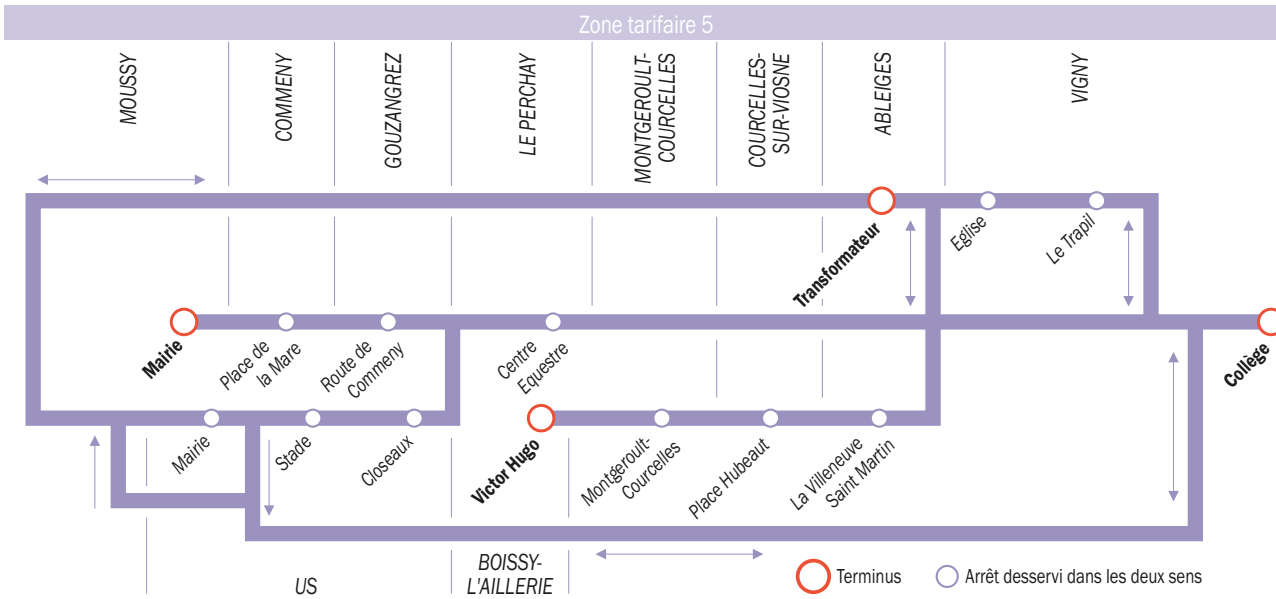 Zone tarifaire 5
MOUSSY
COMMENY
GOUZANGREZ
LE PERCHAY
MONTGEROULT-
COURCELLES
COURCELLES-
SUR-VIOSNE
ABLEIGES
VIGNY
Transformateur
Eglise
Le Trapil
Mairie
Place de
la Mare
Route de
Commeny
Centre
Equestre
Collège
Mairie
Stade
Closeaux
Victor Hugo
Montgeroult-
Courcelles
Place Hubeaut
La Villeneuve
Saint Martin
US
BOISSY-
L'AILLERIE
Terminus
Arrêt desservi dans les deux sens